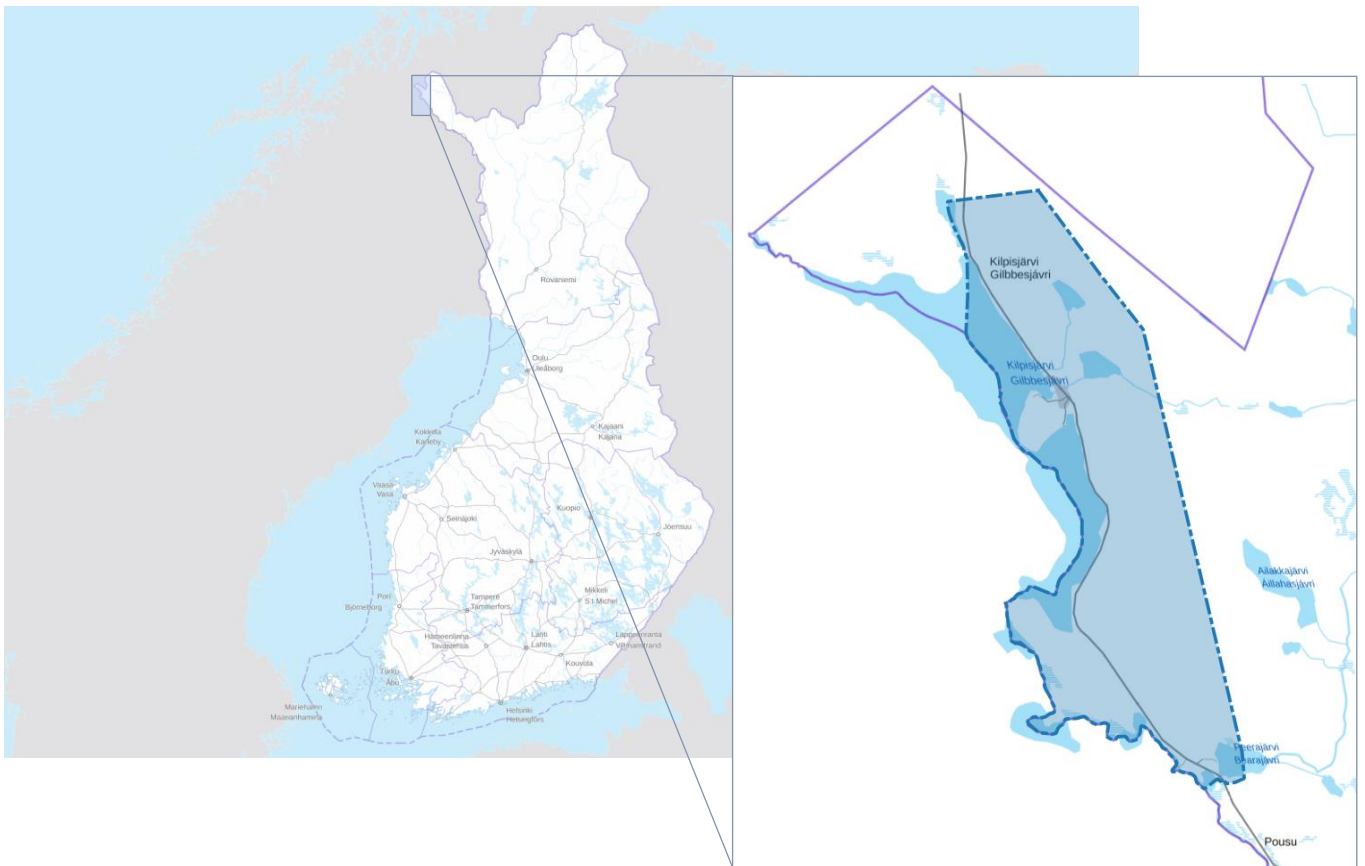 Rovaniemi
Oulu
Uleåborg
Kajaani
Kajana
Kokkola
Karleby
Vaasa
Vasa
Seinäjoki
Kuopio
Joensuu
Jyväskylä
Mikkeli
S:t Michel
Pori
Björneborg
Tampere
Tammerfors
Hämeenlinna
Tavastehus
Lahti
Lahtis
Lappeenranta
Villmanstrand
Kouvola
Turku
Åbo
Mariehamn
Maarianhamina
Helsinki
Helsingfors
Kilpisjärvi
Gilbbesjávri
Kilpisjärvi
Gilbbesjávri
Ailakkajärvi
Áillahasjávri
Peerajärvi
Bearajávri
Pousu